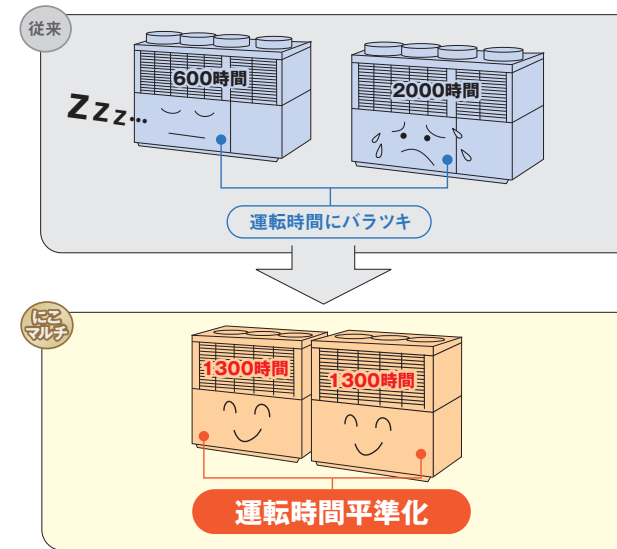 従来
600時間
2000時間
ZZZ…
運転時間にバラツキ
にこ
マルチ
1300時間
1300時間
運転時間平準化